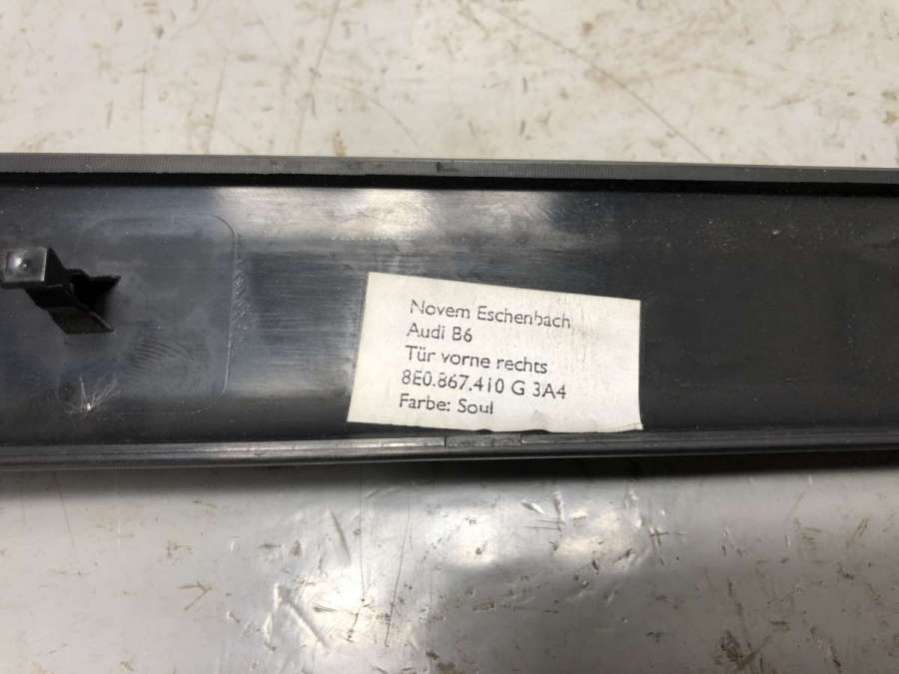 Novem Eschenbach
Audi B6
Tür vorne rechts
8E0.867.410 G 3A4
Farbe: Soul